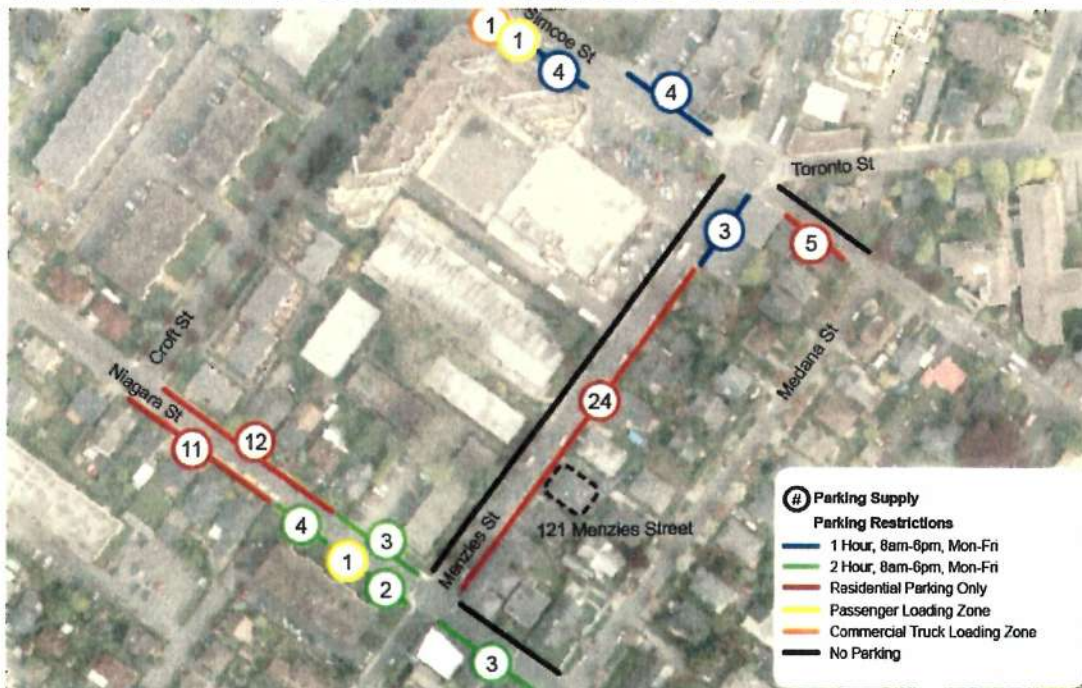 1
1
Simcoe St
4
4
Toronto St
3
5
Croft St
Medana St
Niagara St
24
12
11
4
3
1
2
Menzies St
121 Menzies Street
3
# Parking Supply
Parking Restrictions
1 Hour, 8am-6pm, Mon-Fri
2 Hour, 8am-6pm, Mon-Fri
Residential Parking Only
Passenger Loading Zone
Commercial Truck Loading Zone
No Parking